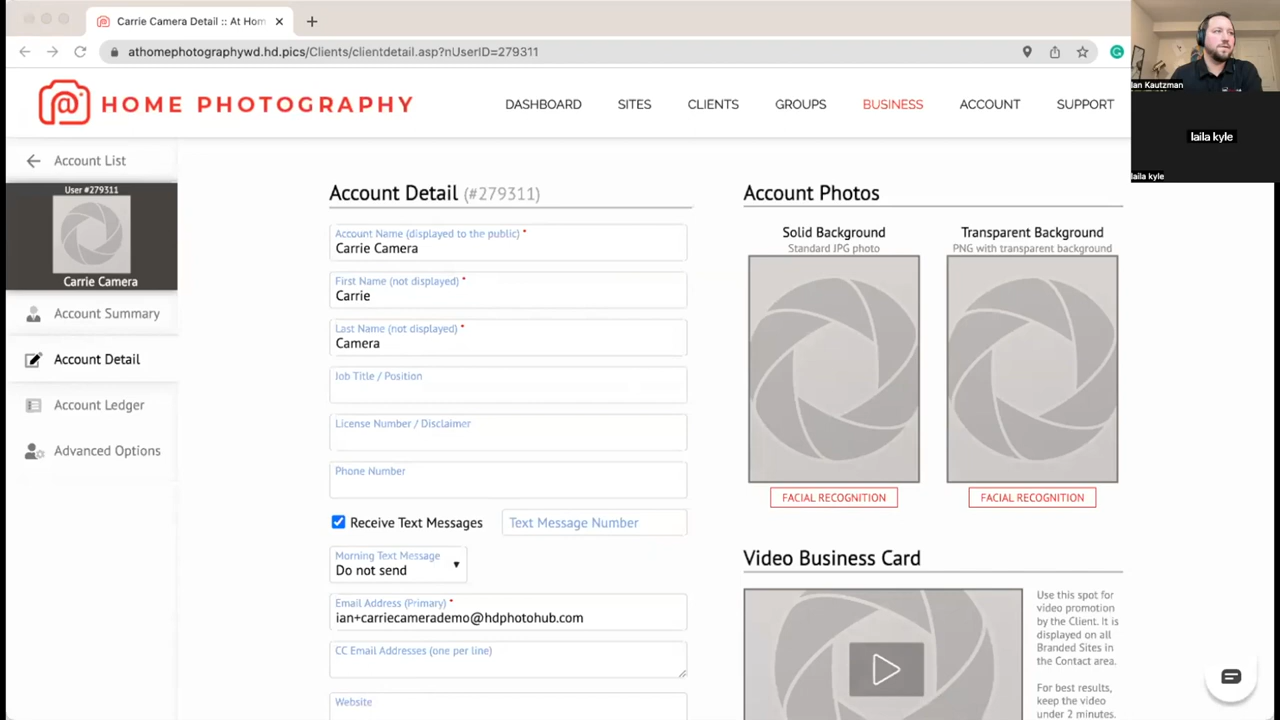 Carrie Camera Detail :: At Hom
athomephotographywd.hd.pics/Clients/clientdetail.asp?nUserID=279311
@ HOME PHOTOGRAPHY
DASHBOARD SITES CLIENTS GROUPS BUSINESS ACCOUNT SUPPORT
Ian Kautzman
laila kyle
laila kyle
Account List
User #279311
Carrie Camera
Account Summary
Account Detail
Account Ledger
Advanced Options
Account Detail (#279311)
Account Name (displayed to the public) *
Carrie Camera
First Name (not displayed) *
Carrie
Last Name (not displayed) *
Camera
Job Title / Position
License Number / Disclaimer
Phone Number
Receive Text Messages
Text Message Number
Morning Text Message
Do not send
Email Address (Primary) *
ian+carriecamerademo@hdphotohub.com
CC Email Addresses (one per line)
Website
Account Photos
Solid Background
Standard JPG photo
Transparent Background
PNG with transparent background
FACIAL RECOGNITION
FACIAL RECOGNITION
Video Business Card
Use this spot for
video promotion
by the Client. It is
displayed on all
Branded Sites in
the Contact area.
For best results,
keep the video
under 2 minutes.